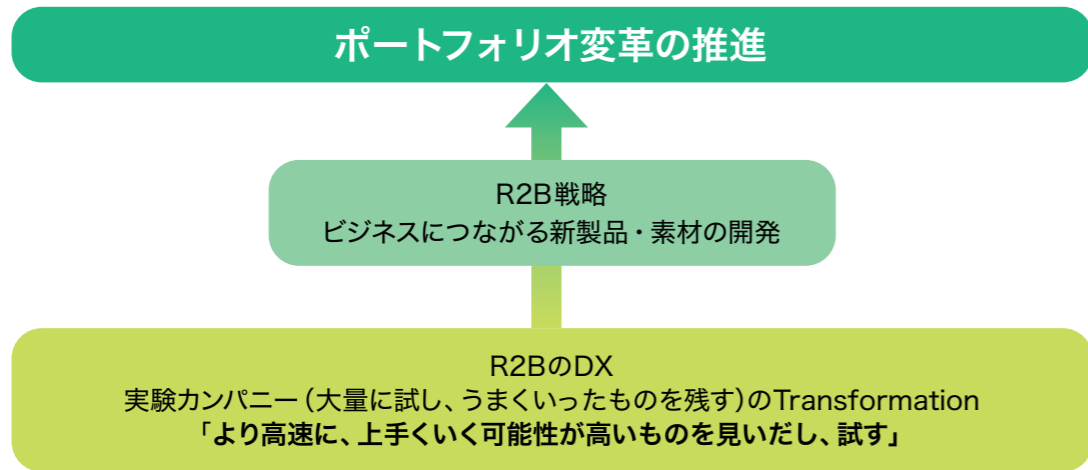 ポートフォリオ変革の推進
R2B戦略
ビジネスにつながる新製品・素材の開発
R2BのDX
実験カンパニー(大量に試し、うまくいったものを残す)のTransformation
「より高速に、上手くいく可能性が高いものを見いだし、試す」